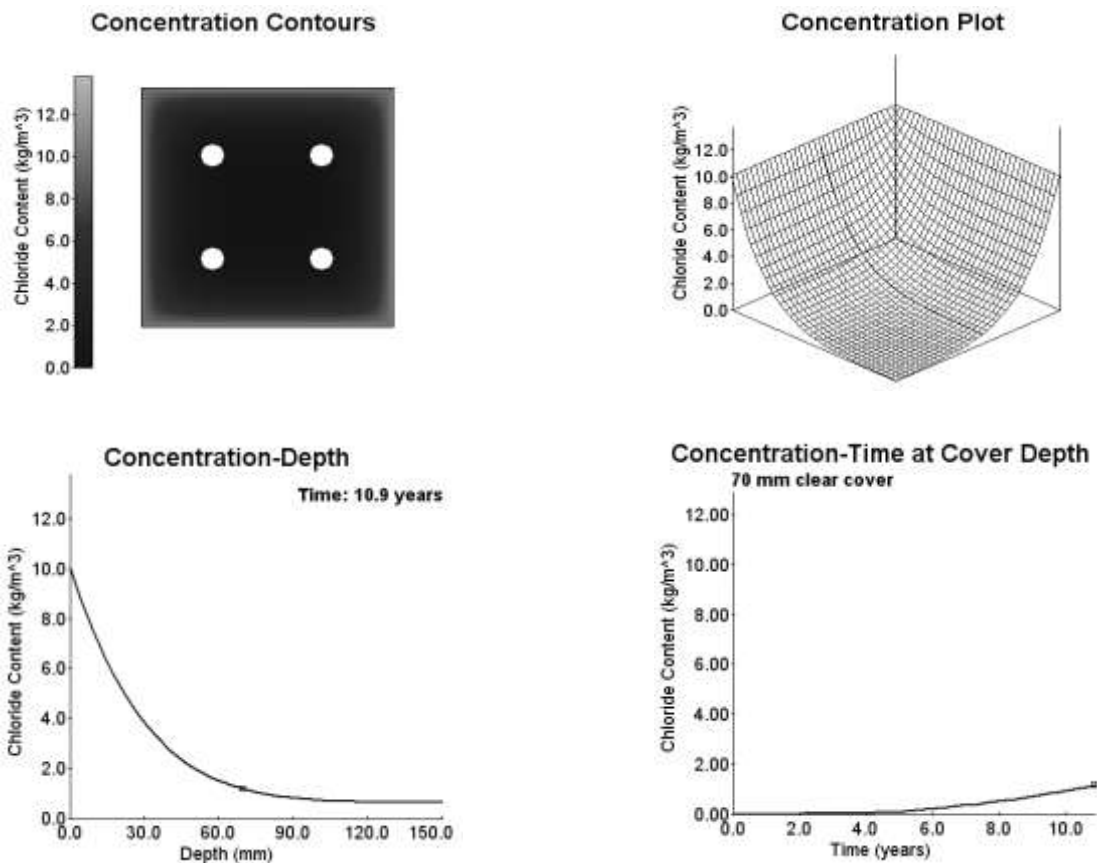 Concentration Contours
Chloride Content (kg/m^3)
12.0
10.0
8.0
6.0
4.0
2.0
0.0
Concentration Plot
Chloride Content (kg/m^3)
12.0
10.0
8.0
6.0
4.0
2.0
0.0
Concentration-Depth
Time: 10.9 years
Chloride Content (kg/m^3)
12.0
10.0
8.0
6.0
4.0
2.0
0.0
0.0 30.0 60.0 90.0 120.0 150.0
Depth (mm)
Concentration-Time at Cover Depth
70 mm clear cover
Chloride Content (kg/m^3)
12.00
10.00
8.00
6.00
4.00
2.00
0.00
0.0 2.0 4.0 6.0 8.0 10.0
Time (years)